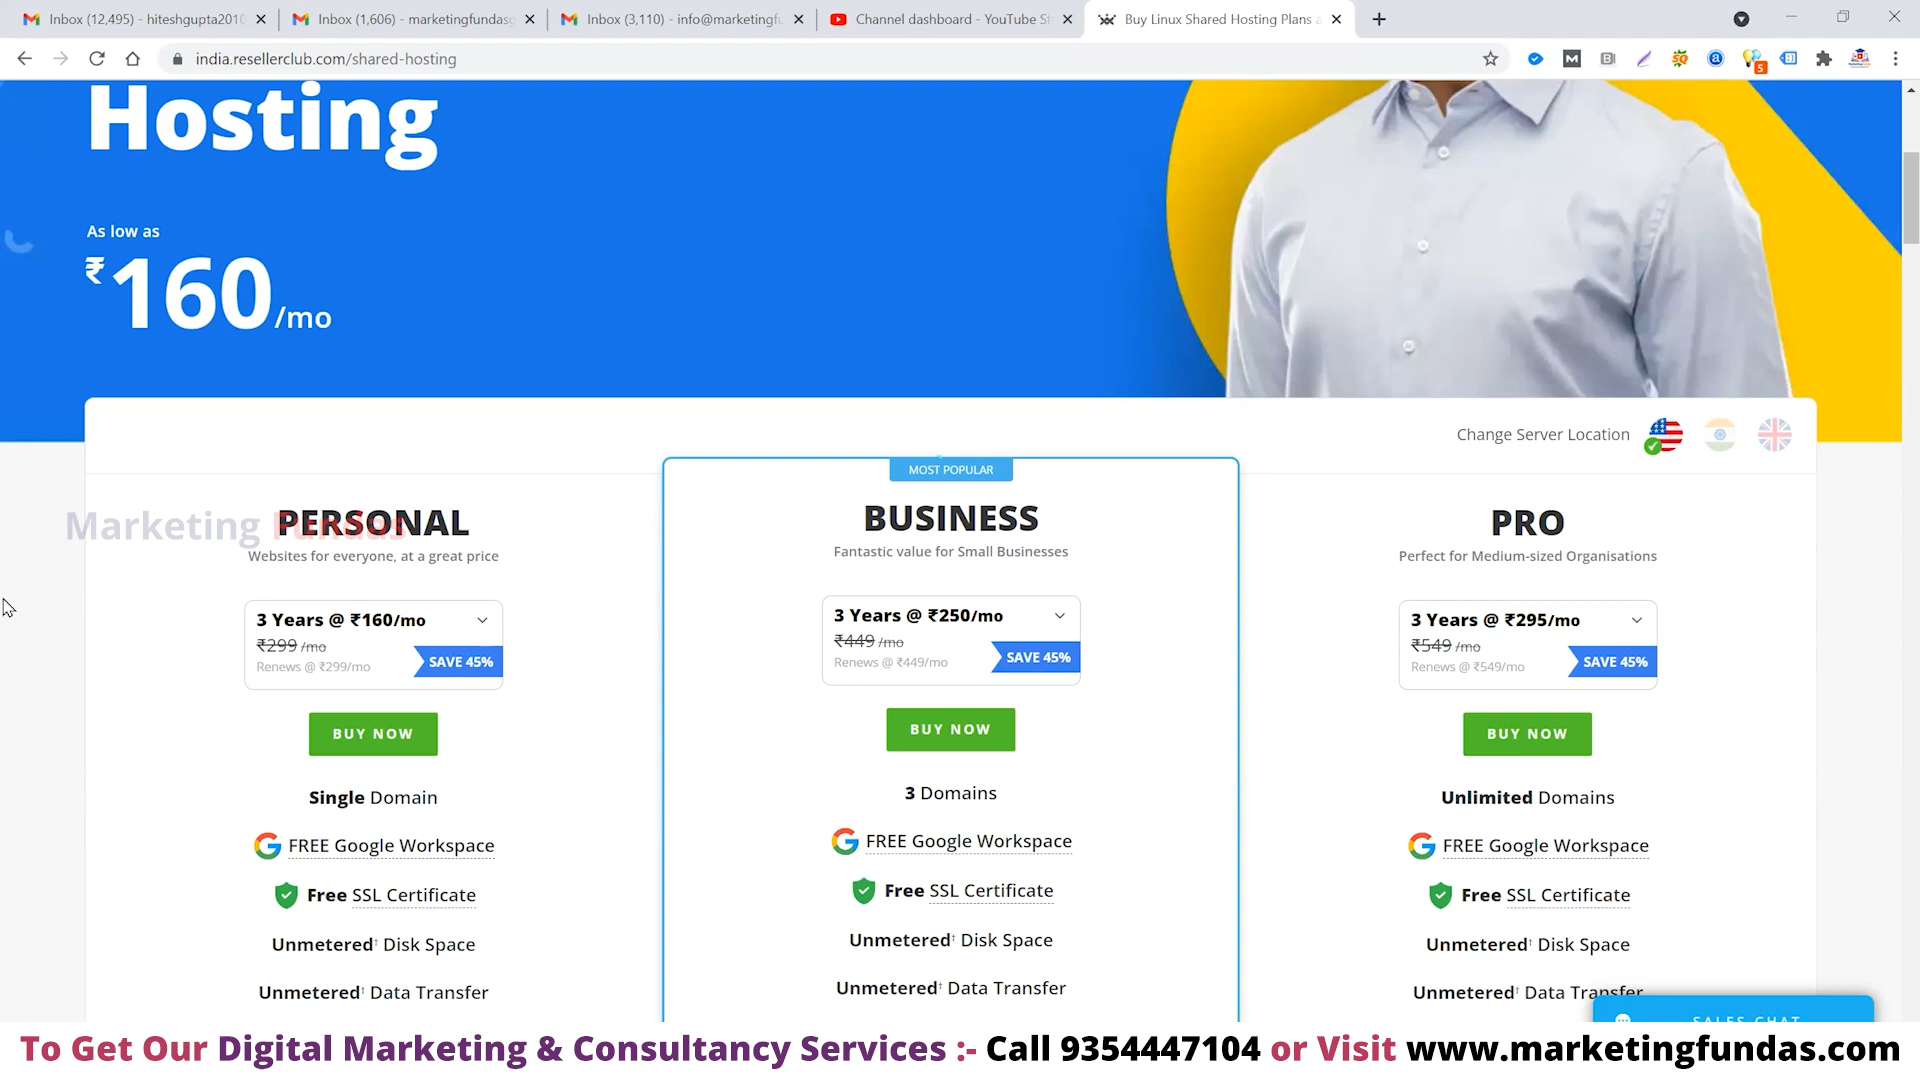 Inbox (12,495) - hiteshgupta2010
Inbox (1,606) - marketingfundasg
Inbox (3,110) - info@marketingfu
Channel dashboard - YouTube St
Buy Linux Shared Hosting Plans a
india.resellerclub.com/shared-hosting
5
Hosting
As low as
₹160/mo
Change Server Location
MOST POPULAR
Marketing Fundas
PERSONAL
Websites for everyone, at a great price
3 Years @ ₹160/mo
₹299 /mo
Renews @ ₹299/mo
SAVE 45%
BUY NOW
Single Domain
FREE Google Workspace
Free SSL Certificate
Unmetered† Disk Space
Unmetered† Data Transfer
BUSINESS
Fantastic value for Small Businesses
3 Years @ ₹250/mo
₹449 /mo
Renews @ ₹449/mo
SAVE 45%
BUY NOW
3 Domains
FREE Google Workspace
Free SSL Certificate
Unmetered† Disk Space
Unmetered† Data Transfer
PRO
Perfect for Medium-sized Organisations
3 Years @ ₹295/mo
₹549 /mo
Renews @ ₹549/mo
SAVE 45%
BUY NOW
Unlimited Domains
FREE Google Workspace
Free SSL Certificate
Unmetered† Disk Space
Unmetered† Data Transfer
SALES CHAT
To Get Our Digital Marketing & Consultancy Services :- Call 9354447104 or Visit www.marketingfundas.com